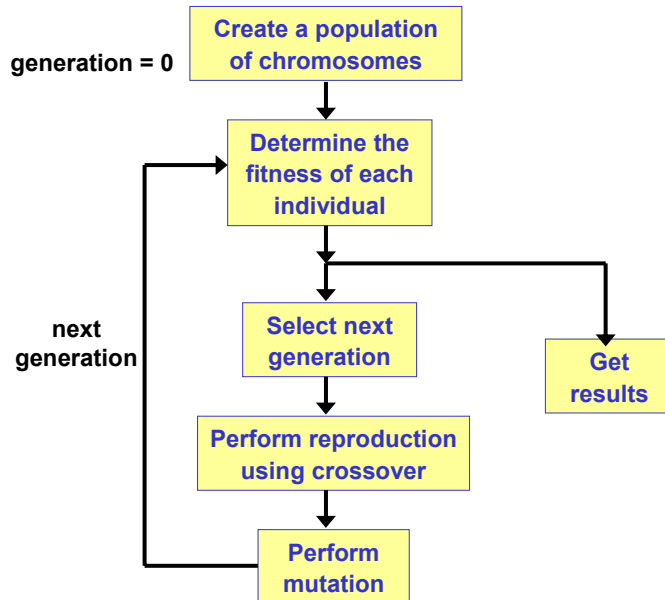 Create a population
of chromosomes
generation = 0
Determine the
fitness of each
individual
Select next
generation
next
generation
Get
results
Perform reproduction
using crossover
Perform
mutation